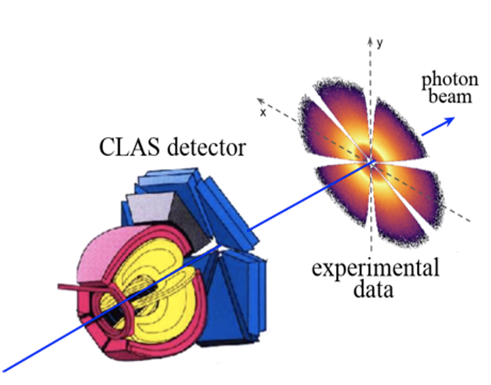 y
photon
beam
x
CLAS detector
experimental
data